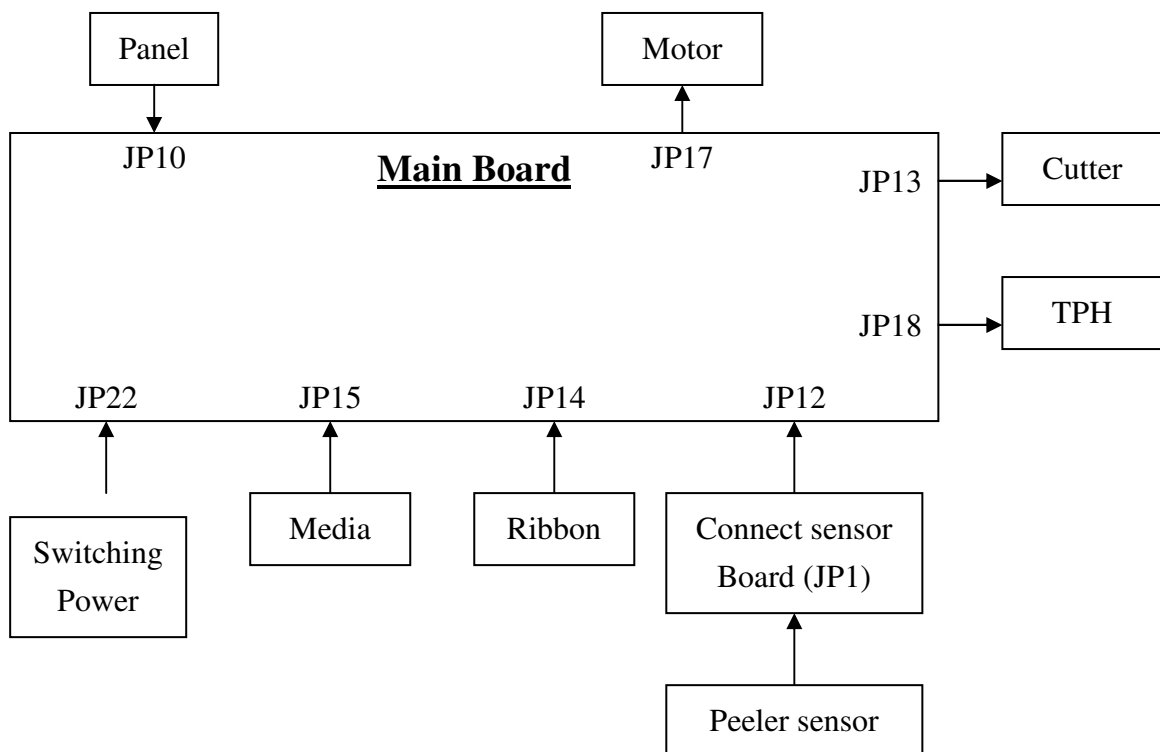 Panel
Motor
JP10
Main Board
JP17
JP13
Cutter
JP18
TPH
JP22
JP15
JP14
JP12
Switching
Power
Media
Ribbon
Connect sensor
Board (JP1)
Peeler sensor